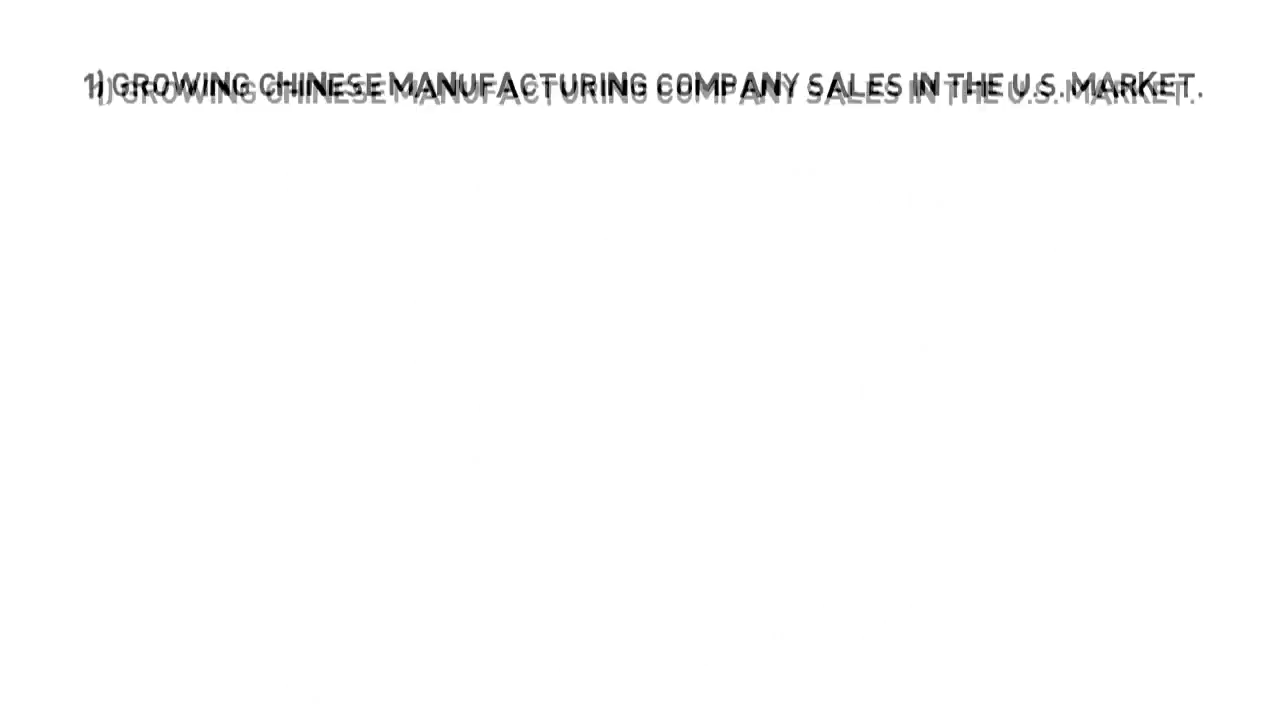 1) GROWING CHINESE MANUFACTURING COMPANY SALES IN THE U.S. MARKET.